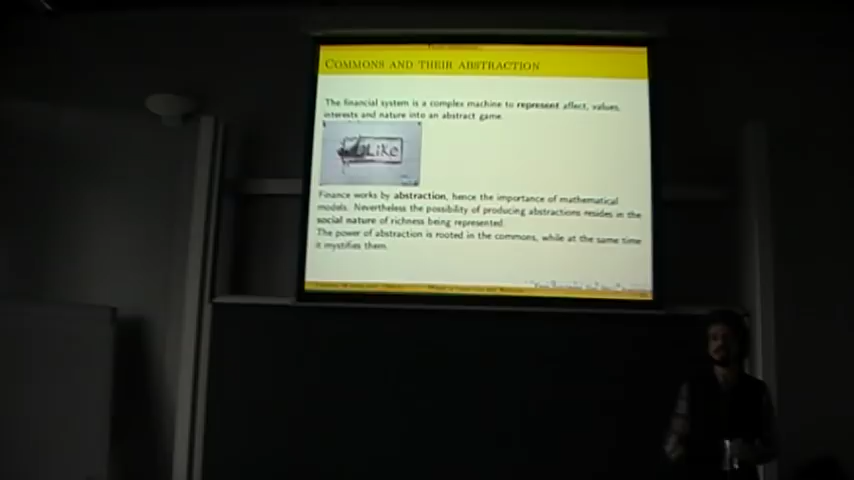 COMMONS AND THEIR ABSTRACTION
The financial system is a complex machine to represent affect, values,
interests and nature into an abstract game.
Like
Finance works by abstraction, hence the importance of mathematical
models. Nevertheless the possibility of producing abstractions resides in the
social nature of richness being represented.
The power of abstraction is rooted in the commons, while at the same time
it mystifies them.